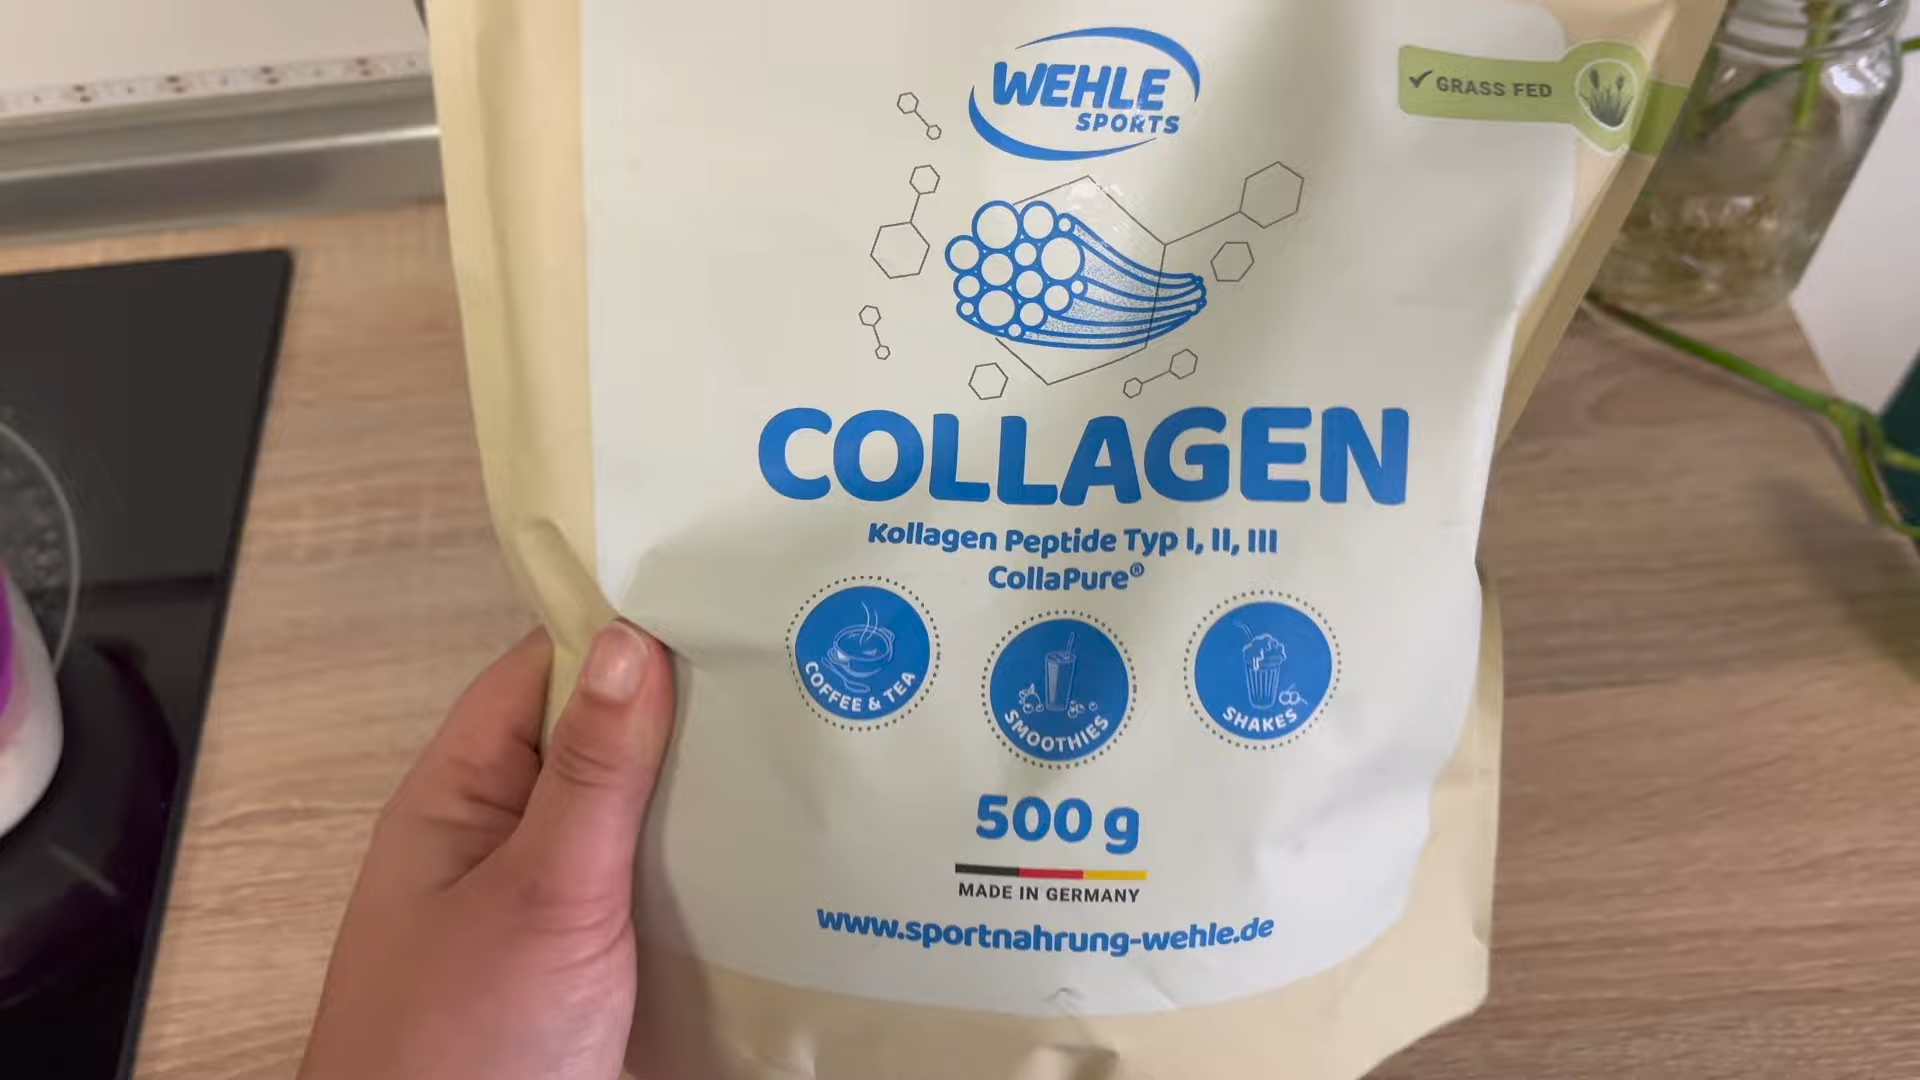 WEHLE
SPORTS
✓ GRASS FED
COLLAGEN
Kollagen Peptide Typ I, II, III
CollaPure®
COFFEE & TEA
SMOOTHIES
SHAKES
500 g
MADE IN GERMANY
www.sportnahrung-wehle.de